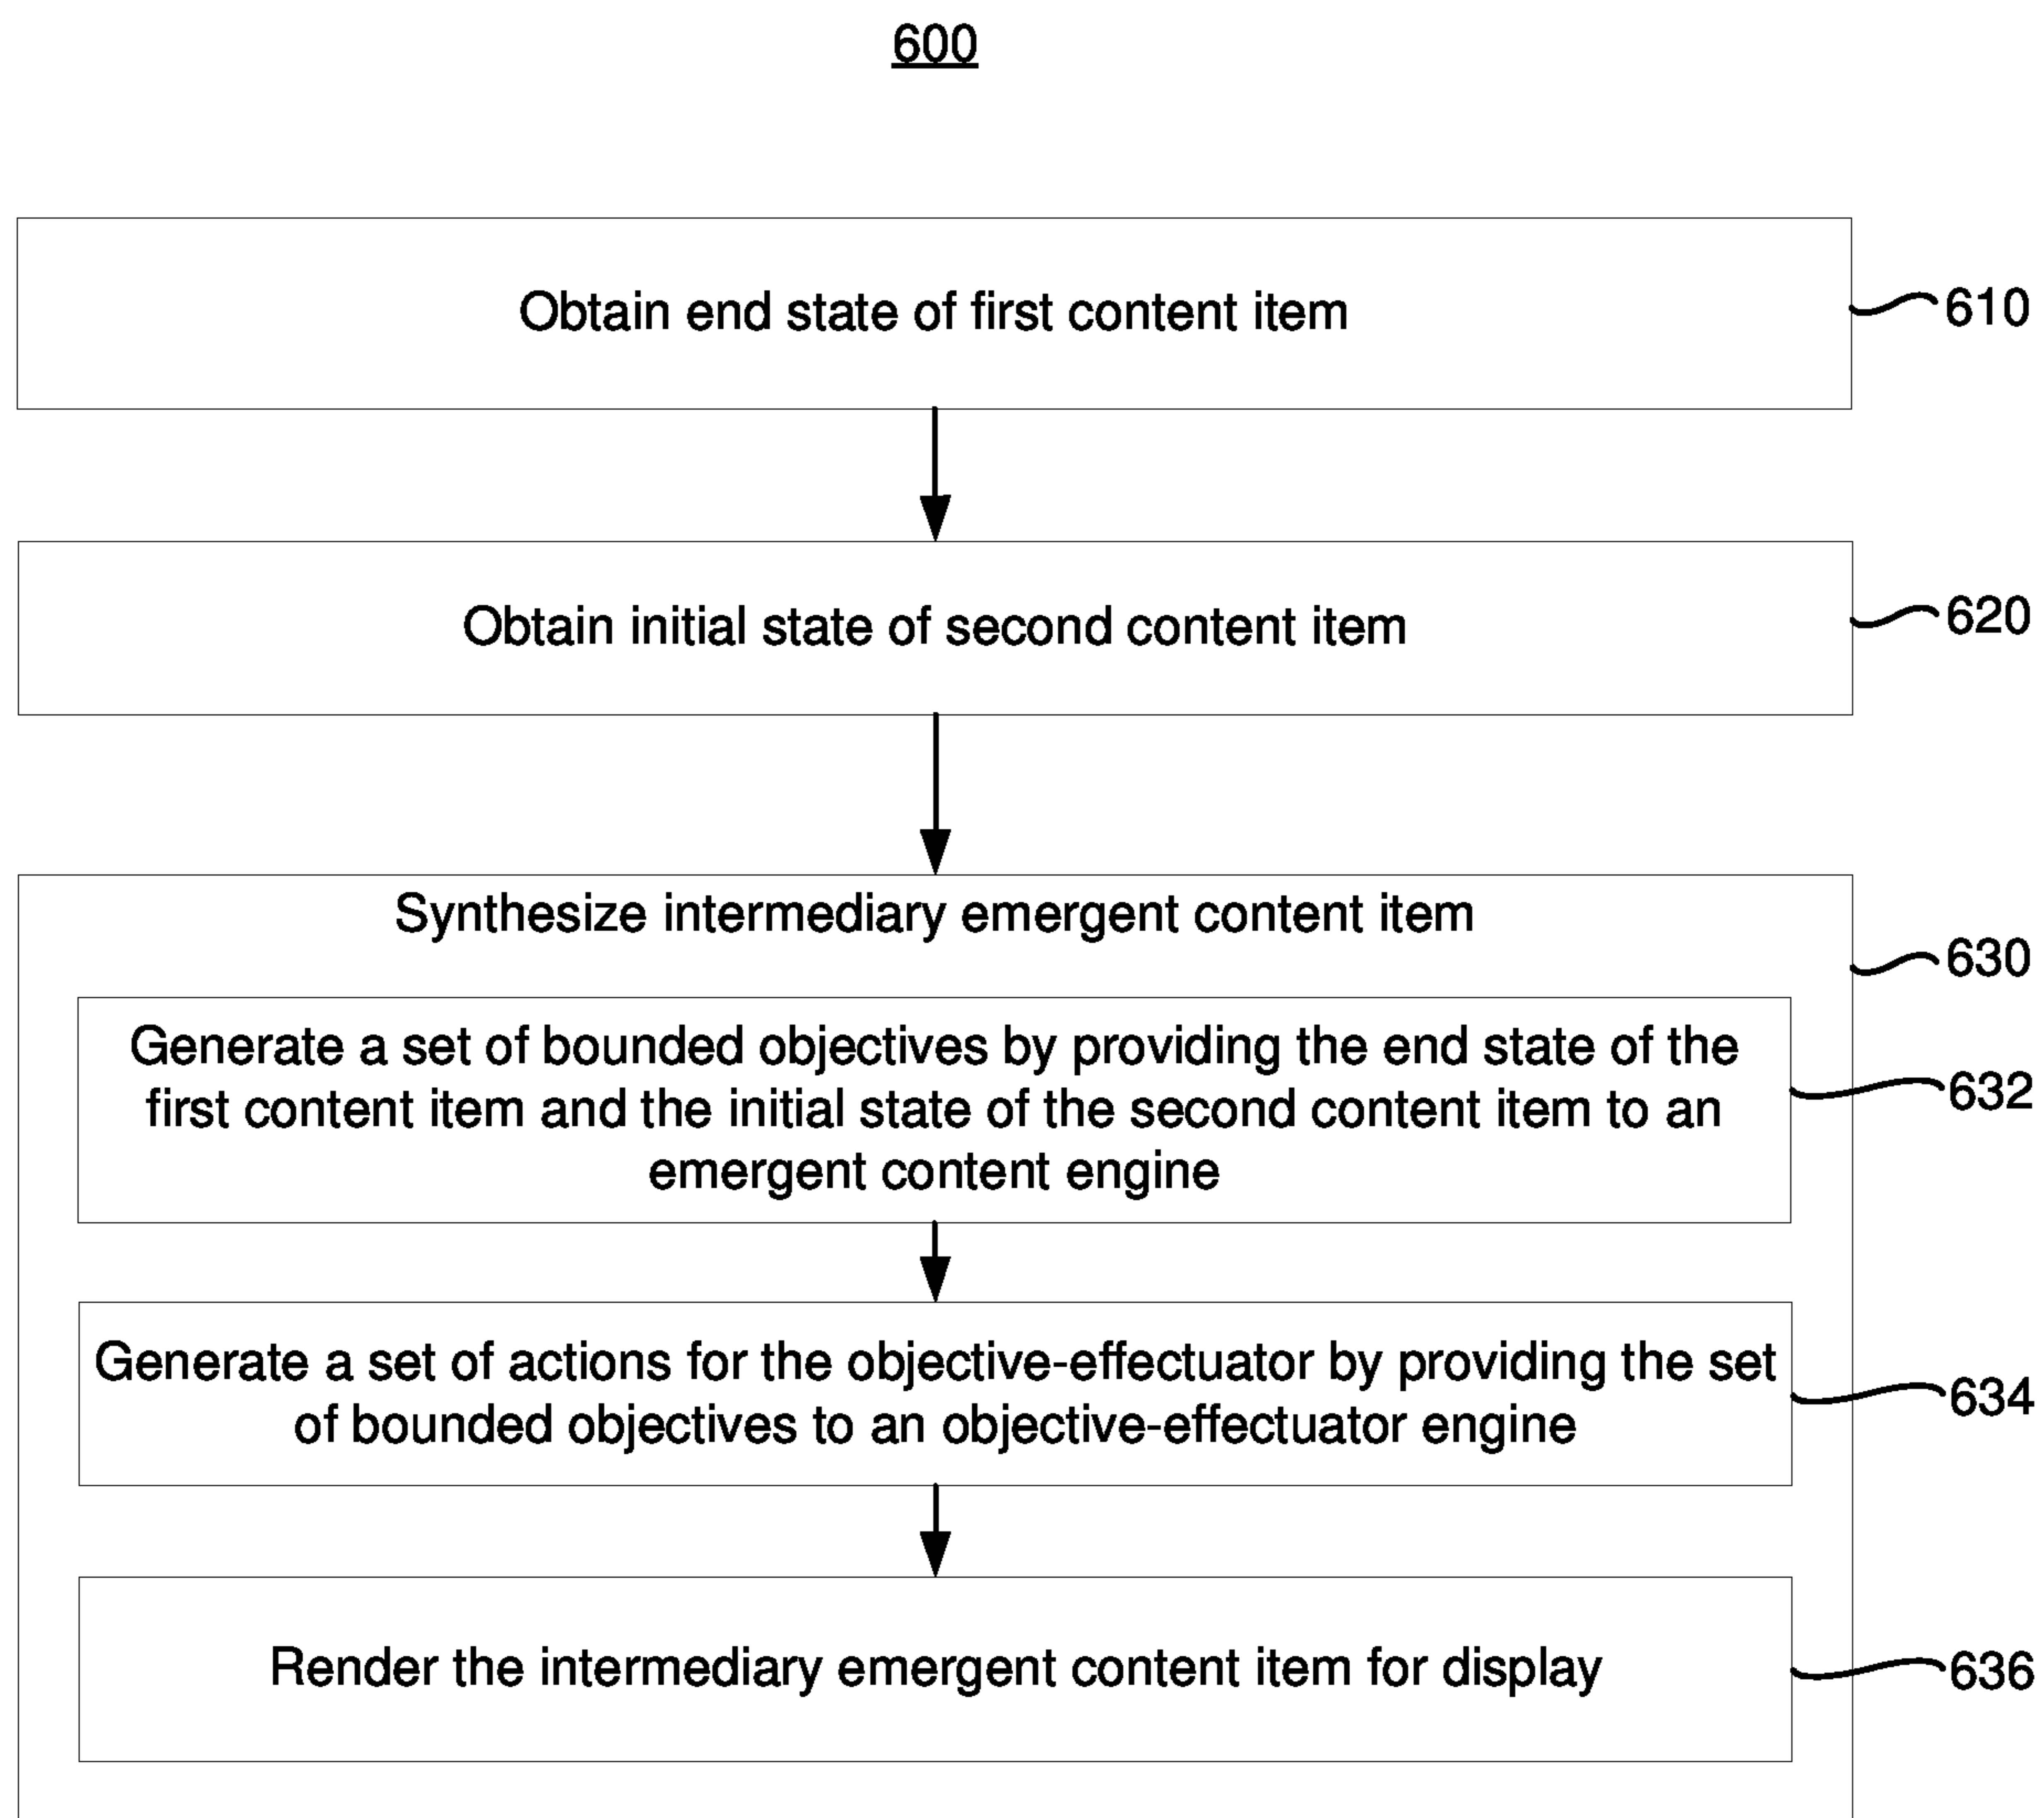 600
Obtain end state of first content item
610
Obtain initial state of second content item
620
Synthesize intermediary emergent content item
630
Generate a set of bounded objectives by providing the end state of the
first content item and the initial state of the second content item to an
emergent content engine
632
Generate a set of actions for the objective-effectuator by providing the set
of bounded objectives to an objective-effectuator engine
634
Render the intermediary emergent content item for display
636